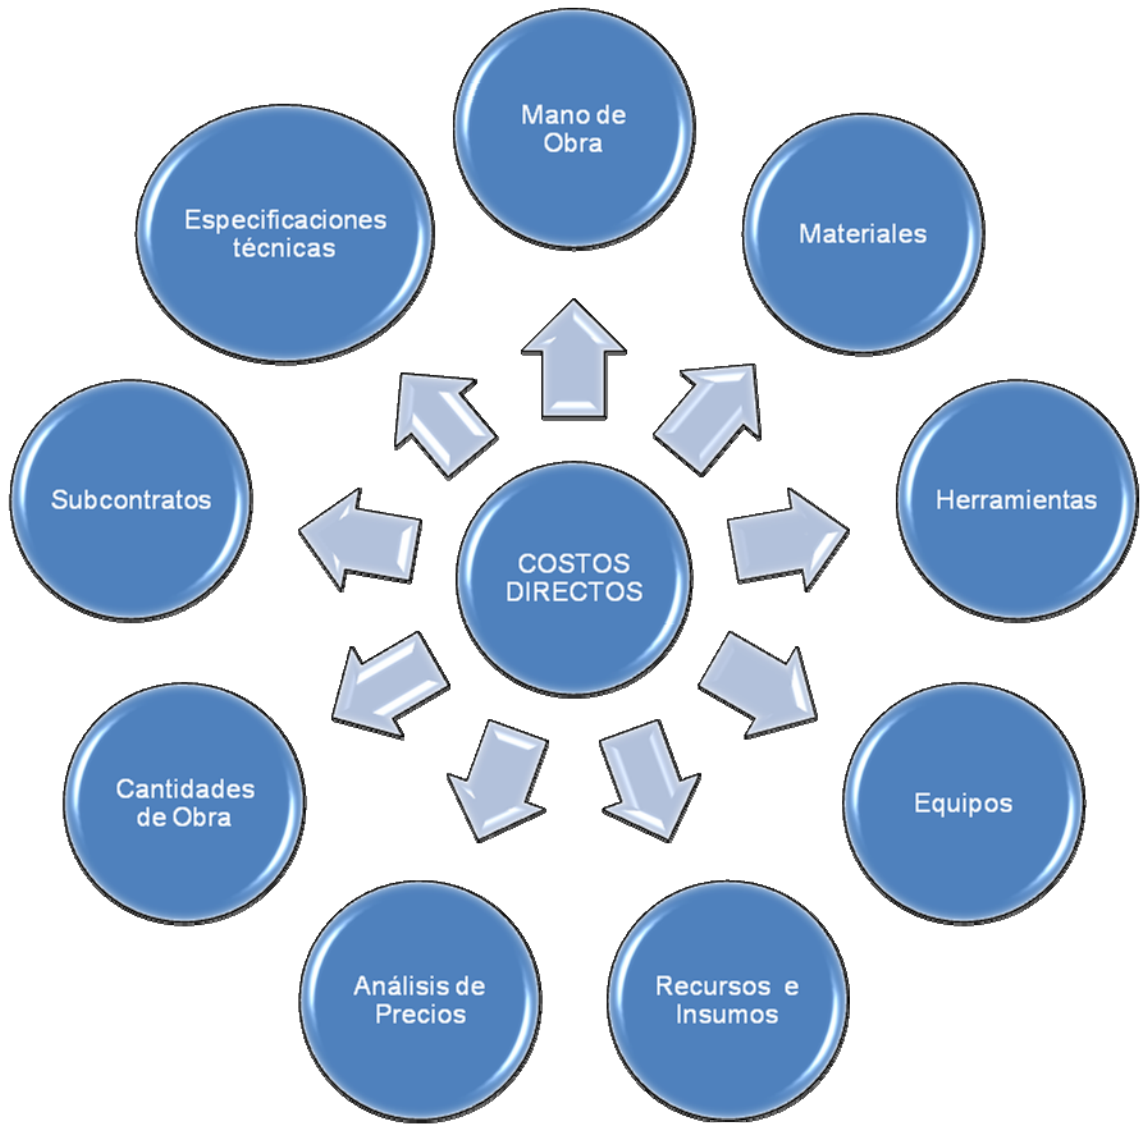 Mano de
Obra
Materiales
Herramientas
Equipos
Recursos e
Insumos
Análisis de
Precios
Cantidades
de Obra
Subcontratos
Especificaciones
técnicas
COSTOS
DIRECTOS